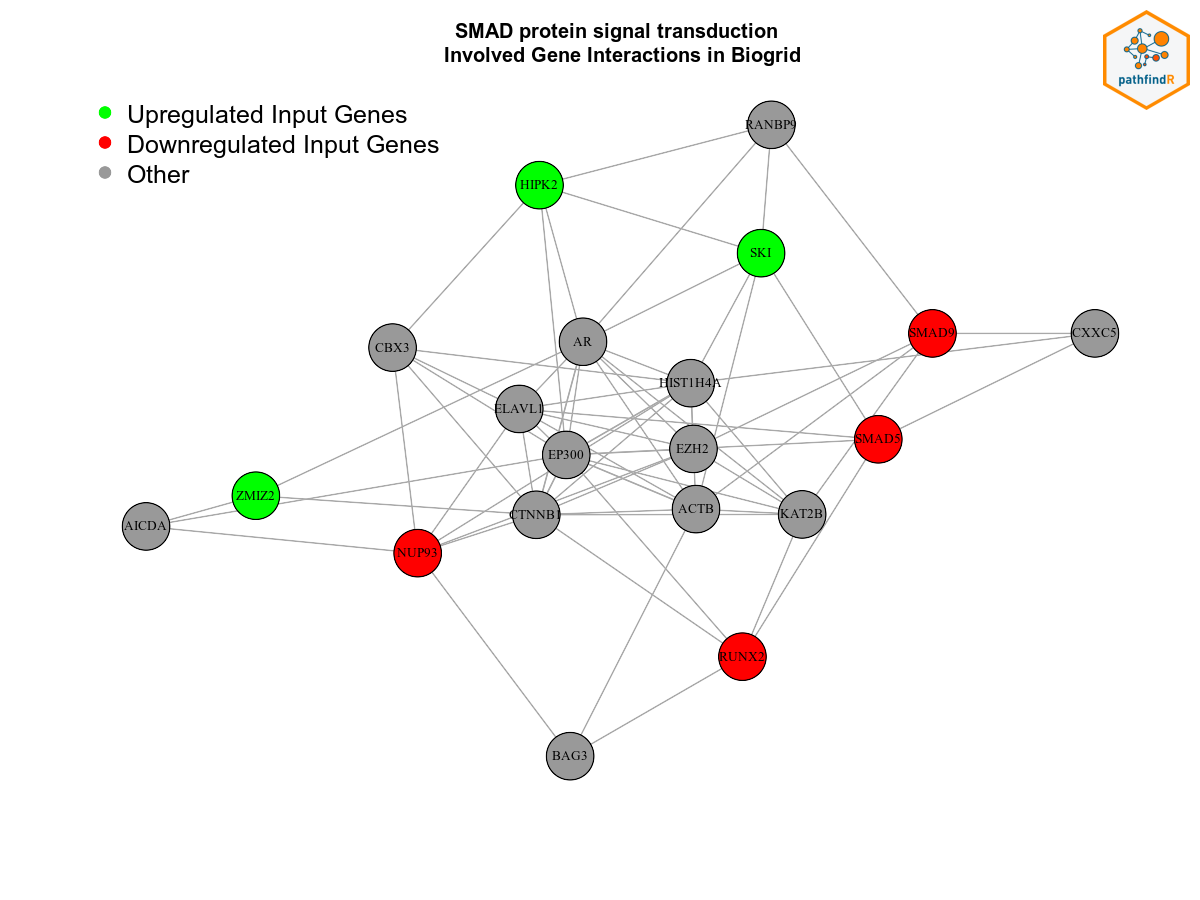 SMAD protein signal transduction
Involved Gene Interactions in Biogrid
pathfindR
Upregulated Input Genes
Downregulated Input Genes
Other
RANBP9
HIPK2
SKI
SMAD9
CXXC5
CBX3
AR
HIST1H4A
ELAVL1
SMAD5
EP300
EZH2
ZMIZ2
ACTB
KAT2B
CTNNB1
AICDA
NUP93
RUNX2
BAG3